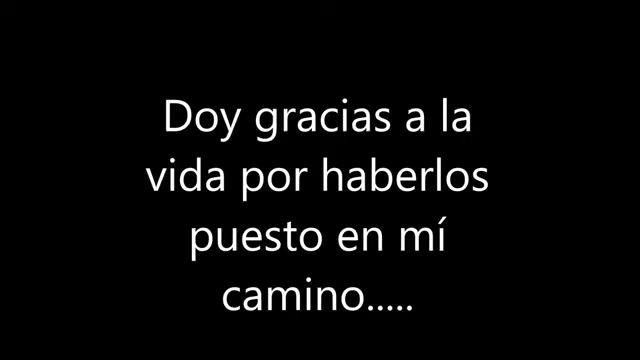 Doy gracias a la
vida por haberlos
puesto en mí
camino.....